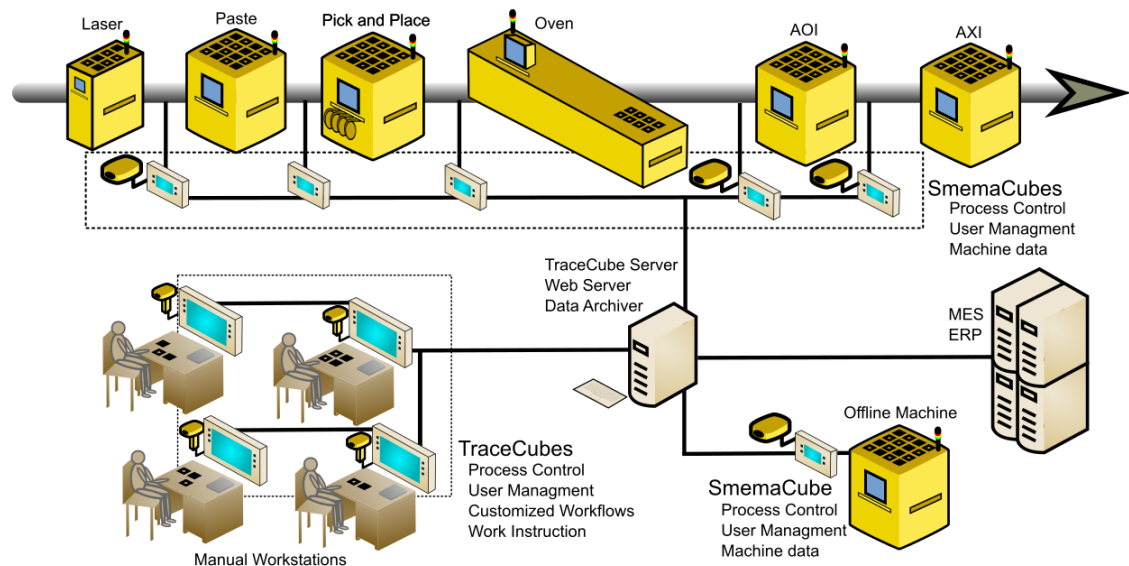 Laser
Paste
Pick and Place
Oven
AOI
AXI
SmemaCubes
Process Control
User Managment
Machine data
TraceCube Server
Web Server
Data Archiver
MES
ERP
Offline Machine
TraceCubes
Process Control
User Managment
Customized Workflows
Work Instruction
SmemaCube
Process Control
User Managment
Machine data
Manual Workstations